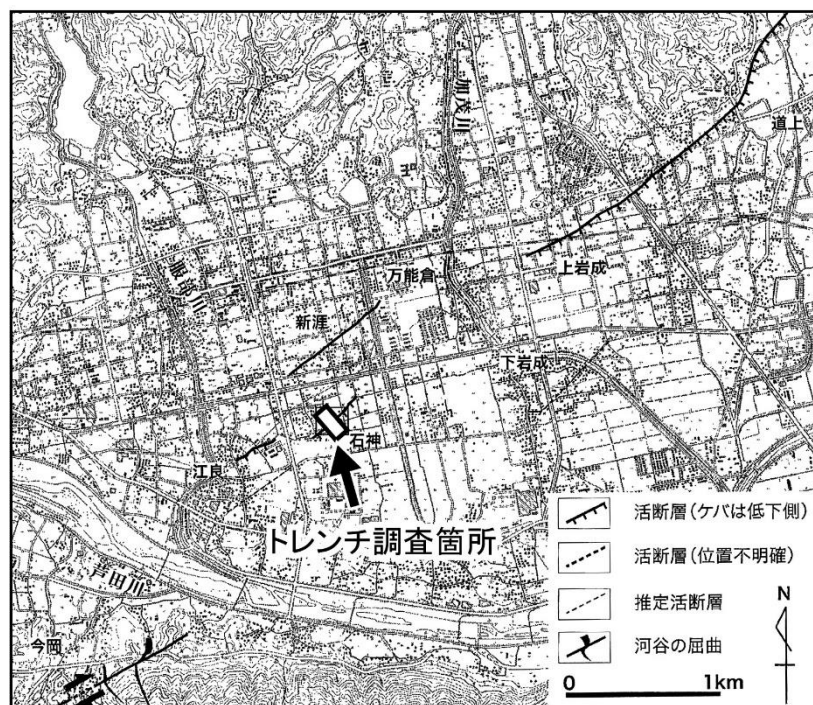 加茂川
道上
服部川
万能倉
上岩成
新涯
下岩成
石神
江良
トレンチ調査箇所
芦田川
今岡
活断層(ケバは低下側)
活断層(位置不明確)
推定活断層
河谷の屈曲
N
0 1km